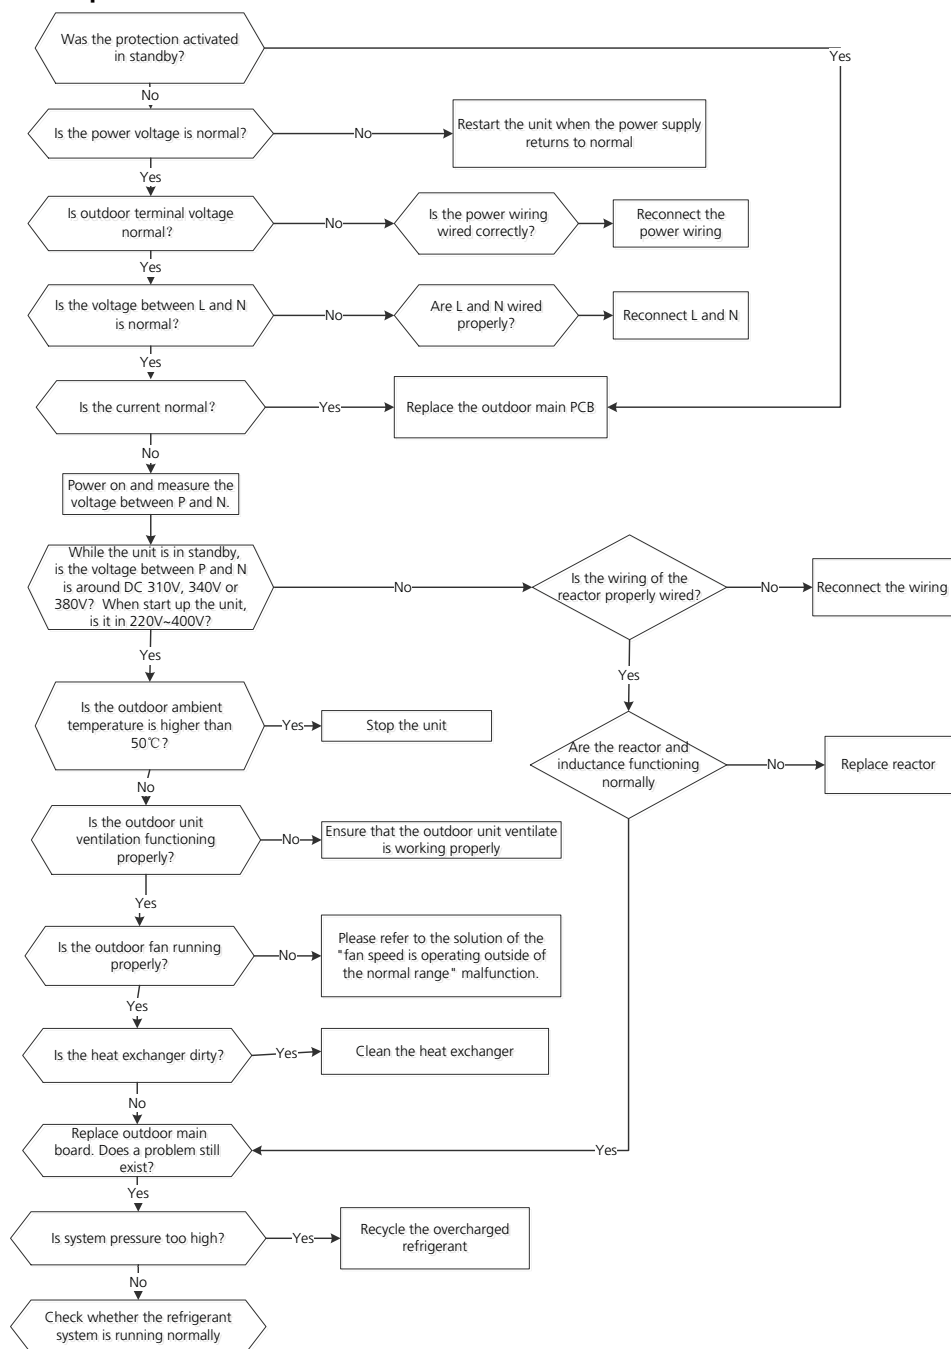 Was the protection activated
in standby?
Yes
No
Is the power voltage is normal?
No
Restart the unit when the power supply
returns to normal
Yes
Is outdoor terminal voltage
normal?
No
Is the power wiring
wired correctly?
Reconnect the
power wiring
Yes
Is the voltage between L and N
is normal?
No
Are L and N wired
properly?
Reconnect L and N
Yes
Is the current normal?
Yes
Replace the outdoor main PCB
No
Power on and measure the
voltage between P and N.
While the unit is in standby,
is the voltage between P and N
is around DC 310V, 340V or
380V? When start up the unit,
is it in 220V~400V?
No
Is the wiring of the
reactor properly wired?
No
Reconnect the wiring
Yes
Yes
Is the outdoor ambient
temperature is higher than
50℃?
Yes
Stop the unit
Are the reactor and
inductance functioning
normally
No
Replace reactor
No
Is the outdoor unit
ventilation functioning
properly?
No
Ensure that the outdoor unit ventilate
is working properly
Yes
Is the outdoor fan running
properly?
No
Please refer to the solution of the
"fan speed is operating outside of
the normal range" malfunction.
Yes
Is the heat exchanger dirty?
Yes
Clean the heat exchanger
No
Replace outdoor main
board. Does a problem still
exist?
Yes
Yes
Is system pressure too high?
Yes
Recycle the overcharged
refrigerant
No
Check whether the refrigerant
system is running normally